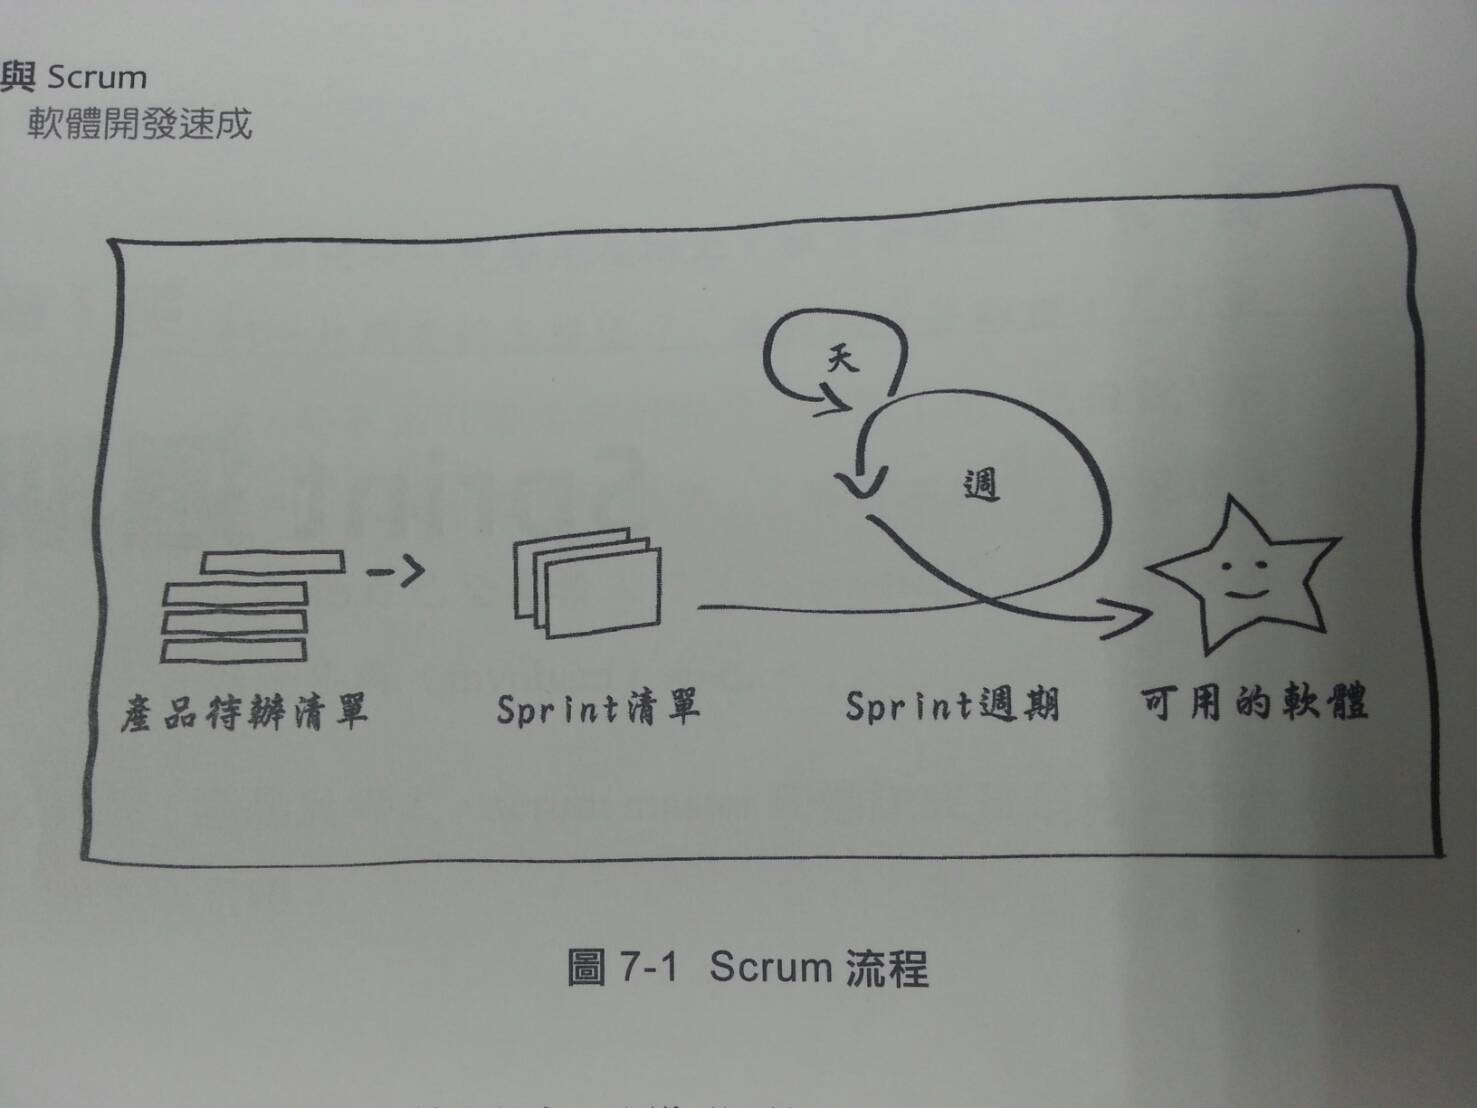 與 Scrum
軟體開發速成
天
週
產品待辦清單
Sprint清單
Sprint週期
可用的軟體
圖 7-1 Scrum 流程